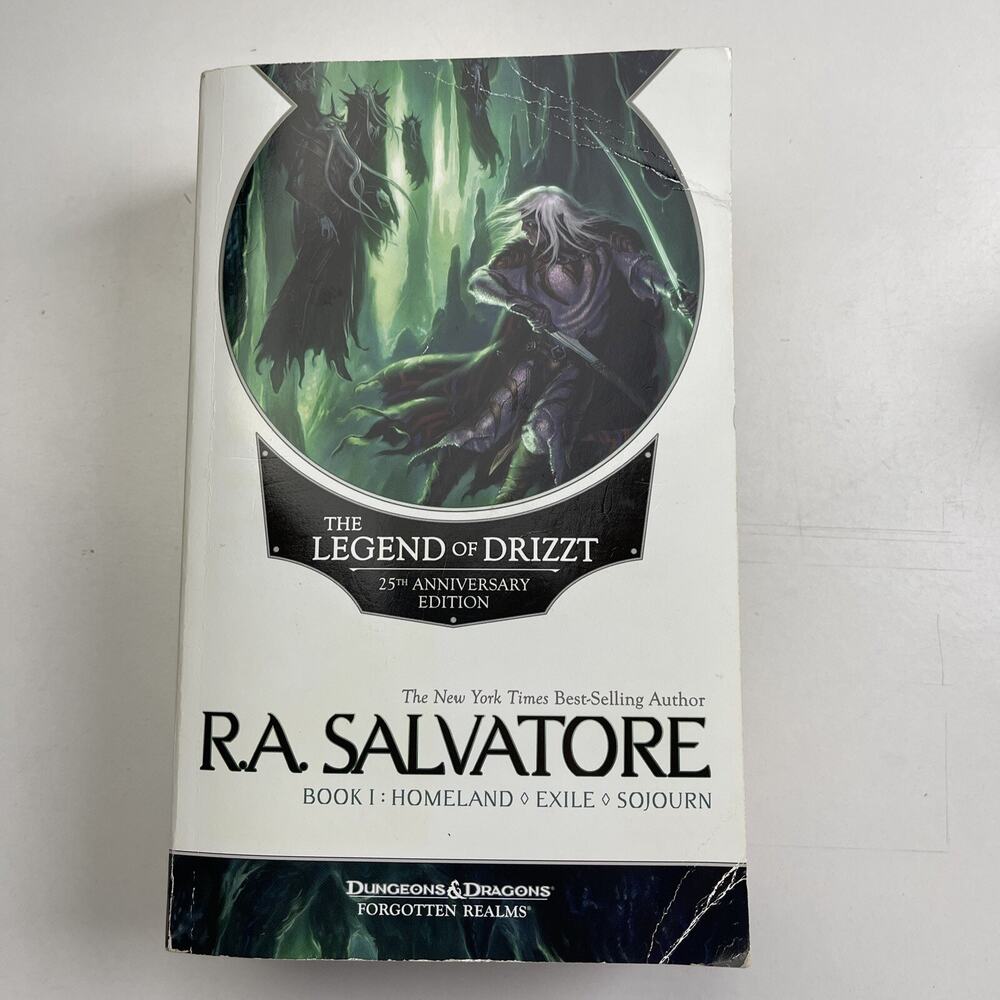 THE
LEGEND OF DRIZZT
25TH ANNIVERSARY
EDITION
The New York Times Best-Selling Author
R.A. SALVATORE
BOOK I : HOMELAND ◊ EXILE ◊ SOJOURN
DUNGEONS & DRAGONS®
FORGOTTEN REALMS®